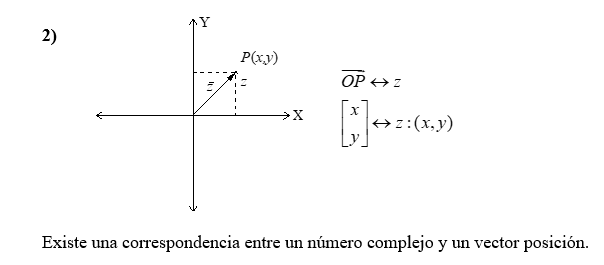 2)
Y
P(x,y)
z
z
X
OP ↔ z
[x y] ↔ z : (x, y)
Existe una correspondencia entre un número complejo y un vector posición.